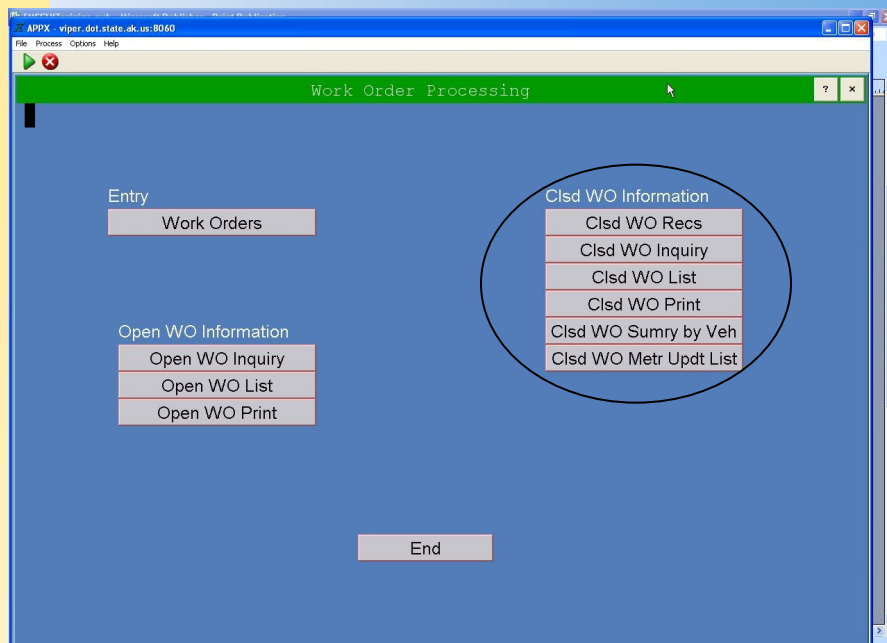 APPX - viper.dot.state.ak.us:8060
File Process Options Help
Work Order Processing
? ×
Entry
Work Orders
Open WO Information
Open WO Inquiry
Open WO List
Open WO Print
Clsd WO Information
Clsd WO Recs
Clsd WO Inquiry
Clsd WO List
Clsd WO Print
Clsd WO Sumry by Veh
Clsd WO Metr Updt List
End